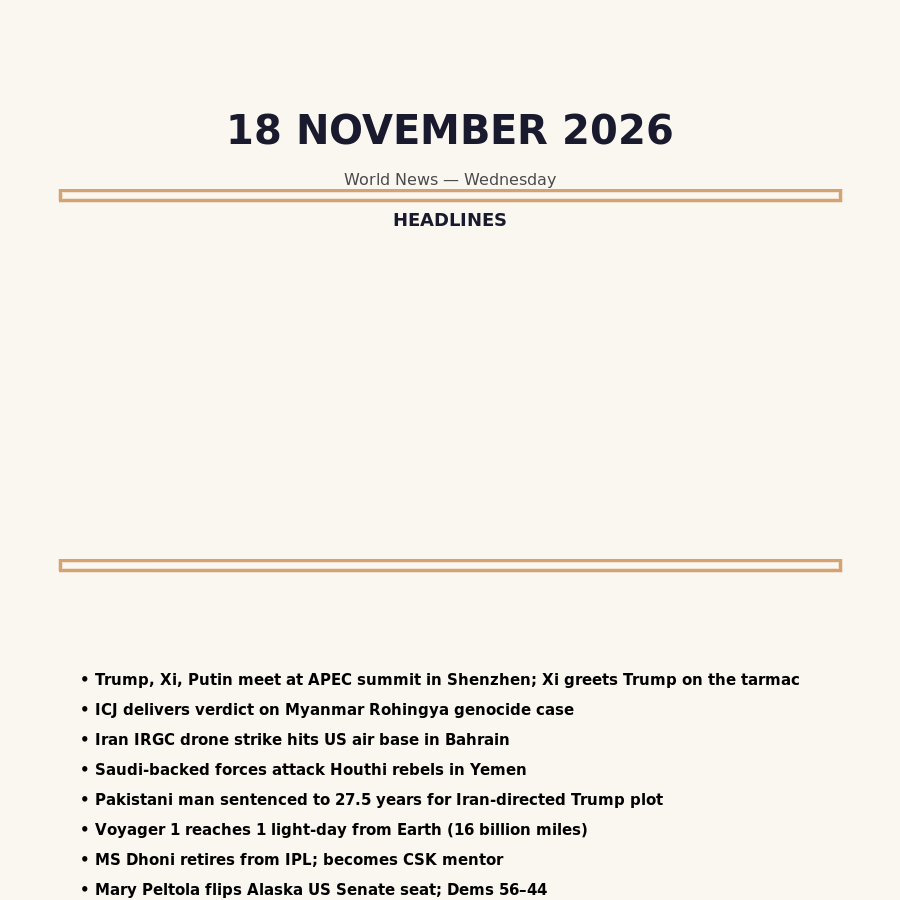 18 NOVEMBER 2026
World News — Wednesday
HEADLINES
• Trump, Xi, Putin meet at APEC summit in Shenzhen; Xi greets Trump on the tarmac
• ICJ delivers verdict on Myanmar Rohingya genocide case
• Iran IRGC drone strike hits US air base in Bahrain
• Saudi-backed forces attack Houthi rebels in Yemen
• Pakistani man sentenced to 27.5 years for Iran-directed Trump plot
• Voyager 1 reaches 1 light-day from Earth (16 billion miles)
• MS Dhoni retires from IPL; becomes CSK mentor
• Mary Peltola flips Alaska US Senate seat; Dems 56–44